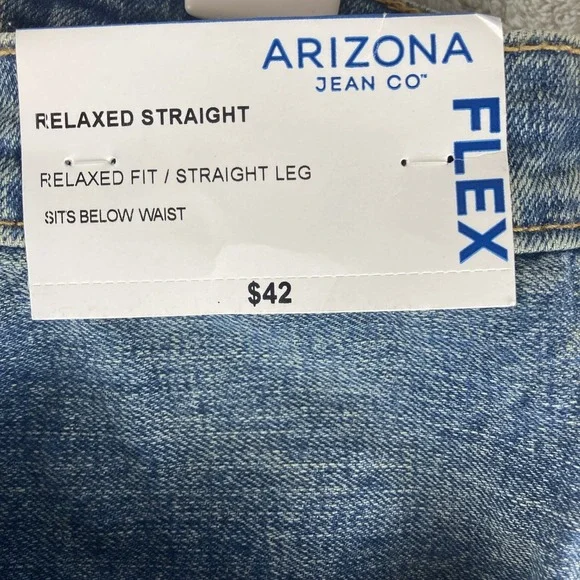 ARIZONA
JEAN CO™
FLEX
RELAXED STRAIGHT
RELAXED FIT / STRAIGHT LEG
SITS BELOW WAIST
$42